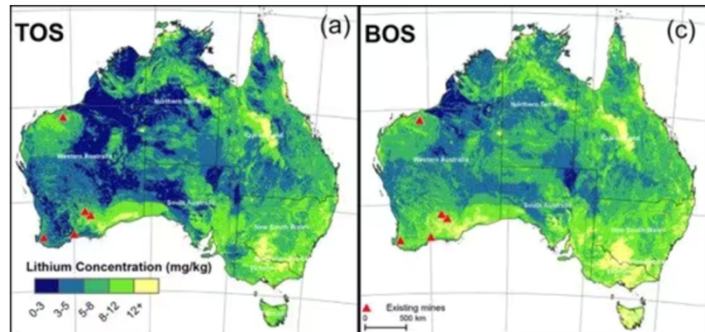 TOS
(a)
Northern Territory
Queensland
Western Australia
South Australia
New South Wales
Victoria
Lithium Concentration (mg/kg)
0-3
3-5
5-8
8-12
12+
BOS
(c)
Northern Territory
Queensland
Western Australia
South Australia
New South Wales
Victoria
Existing mines
0
500 km